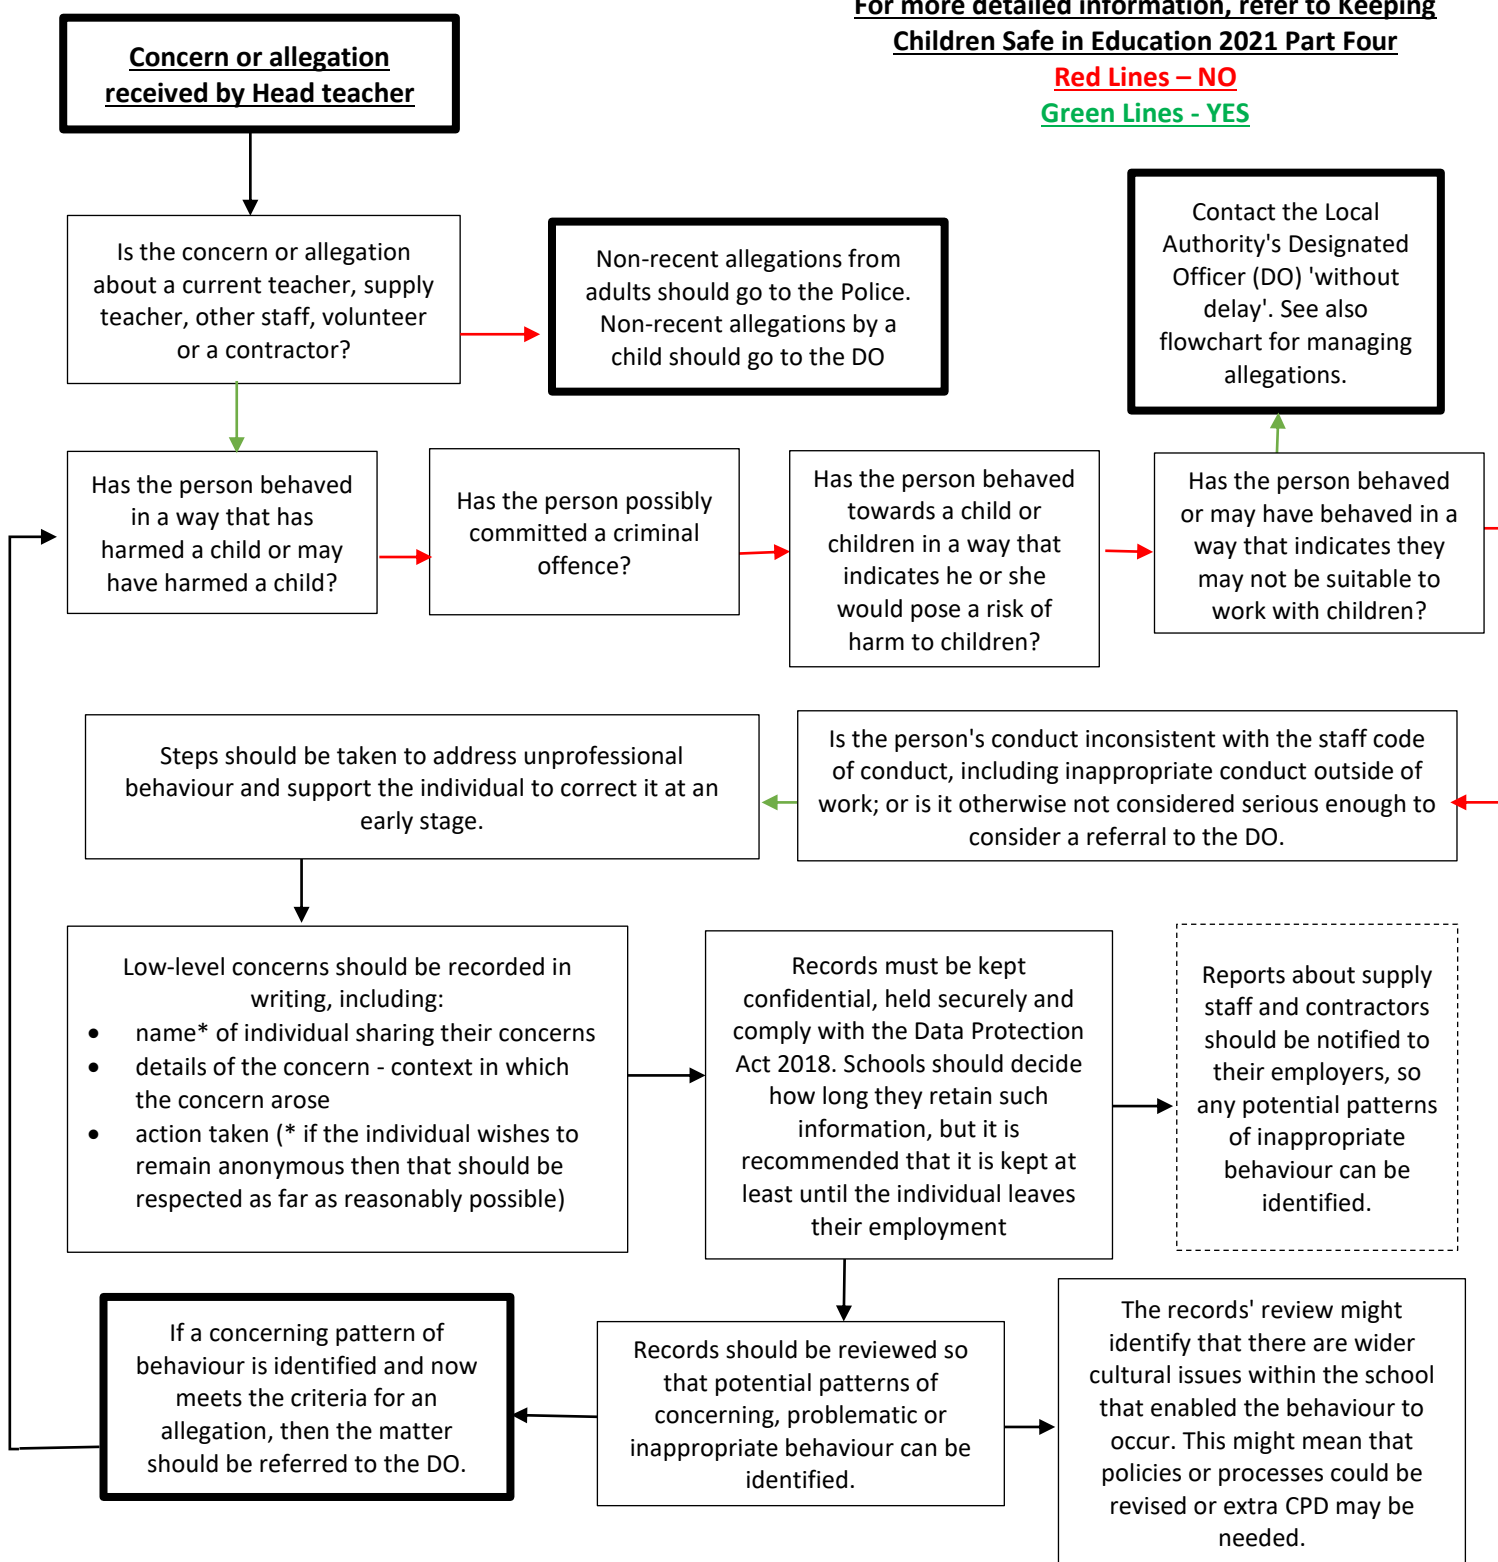 For more detailed information, refer to Keeping
Children Safe in Education 2021 Part Four
Red Lines – NO
Green Lines - YES
Concern or allegation
received by Head teacher
Is the concern or allegation
about a current teacher, supply
teacher, other staff, volunteer
or a contractor?
Non-recent allegations from
adults should go to the Police.
Non-recent allegations by a
child should go to the DO
Contact the Local
Authority's Designated
Officer (DO) 'without
delay'. See also
flowchart for managing
allegations.
Has the person behaved
in a way that has
harmed a child or may
have harmed a child?
Has the person possibly
committed a criminal
offence?
Has the person behaved
towards a child or
children in a way that
indicates he or she
would pose a risk of
harm to children?
Has the person behaved
or may have behaved in a
way that indicates they
may not be suitable to
work with children?
Is the person's conduct inconsistent with the staff code
of conduct, including inappropriate conduct outside of
work; or is it otherwise not considered serious enough to
consider a referral to the DO.
Steps should be taken to address unprofessional
behaviour and support the individual to correct it at an
early stage.
Low-level concerns should be recorded in
writing, including:
• name* of individual sharing their concerns
• details of the concern - context in which
the concern arose
• action taken (* if the individual wishes to
remain anonymous then that should be
respected as far as reasonably possible)
Records must be kept
confidential, held securely and
comply with the Data Protection
Act 2018. Schools should decide
how long they retain such
information, but it is
recommended that it is kept at
least until the individual leaves
their employment
Reports about supply
staff and contractors
should be notified to
their employers, so
any potential patterns
of inappropriate
behaviour can be
identified.
If a concerning pattern of
behaviour is identified and now
meets the criteria for an
allegation, then the matter
should be referred to the DO.
Records should be reviewed so
that potential patterns of
concerning, problematic or
inappropriate behaviour can be
identified.
The records' review might
identify that there are wider
cultural issues within the school
that enabled the behaviour to
occur. This might mean that
policies or processes could be
revised or extra CPD may be
needed.